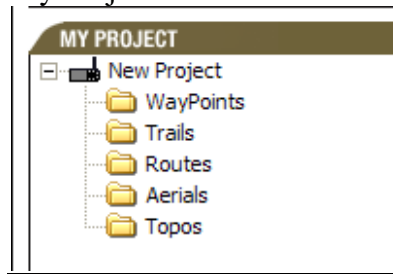 MY PROJECT
New Project
WayPoints
Trails
Routes
Aerials
Topos